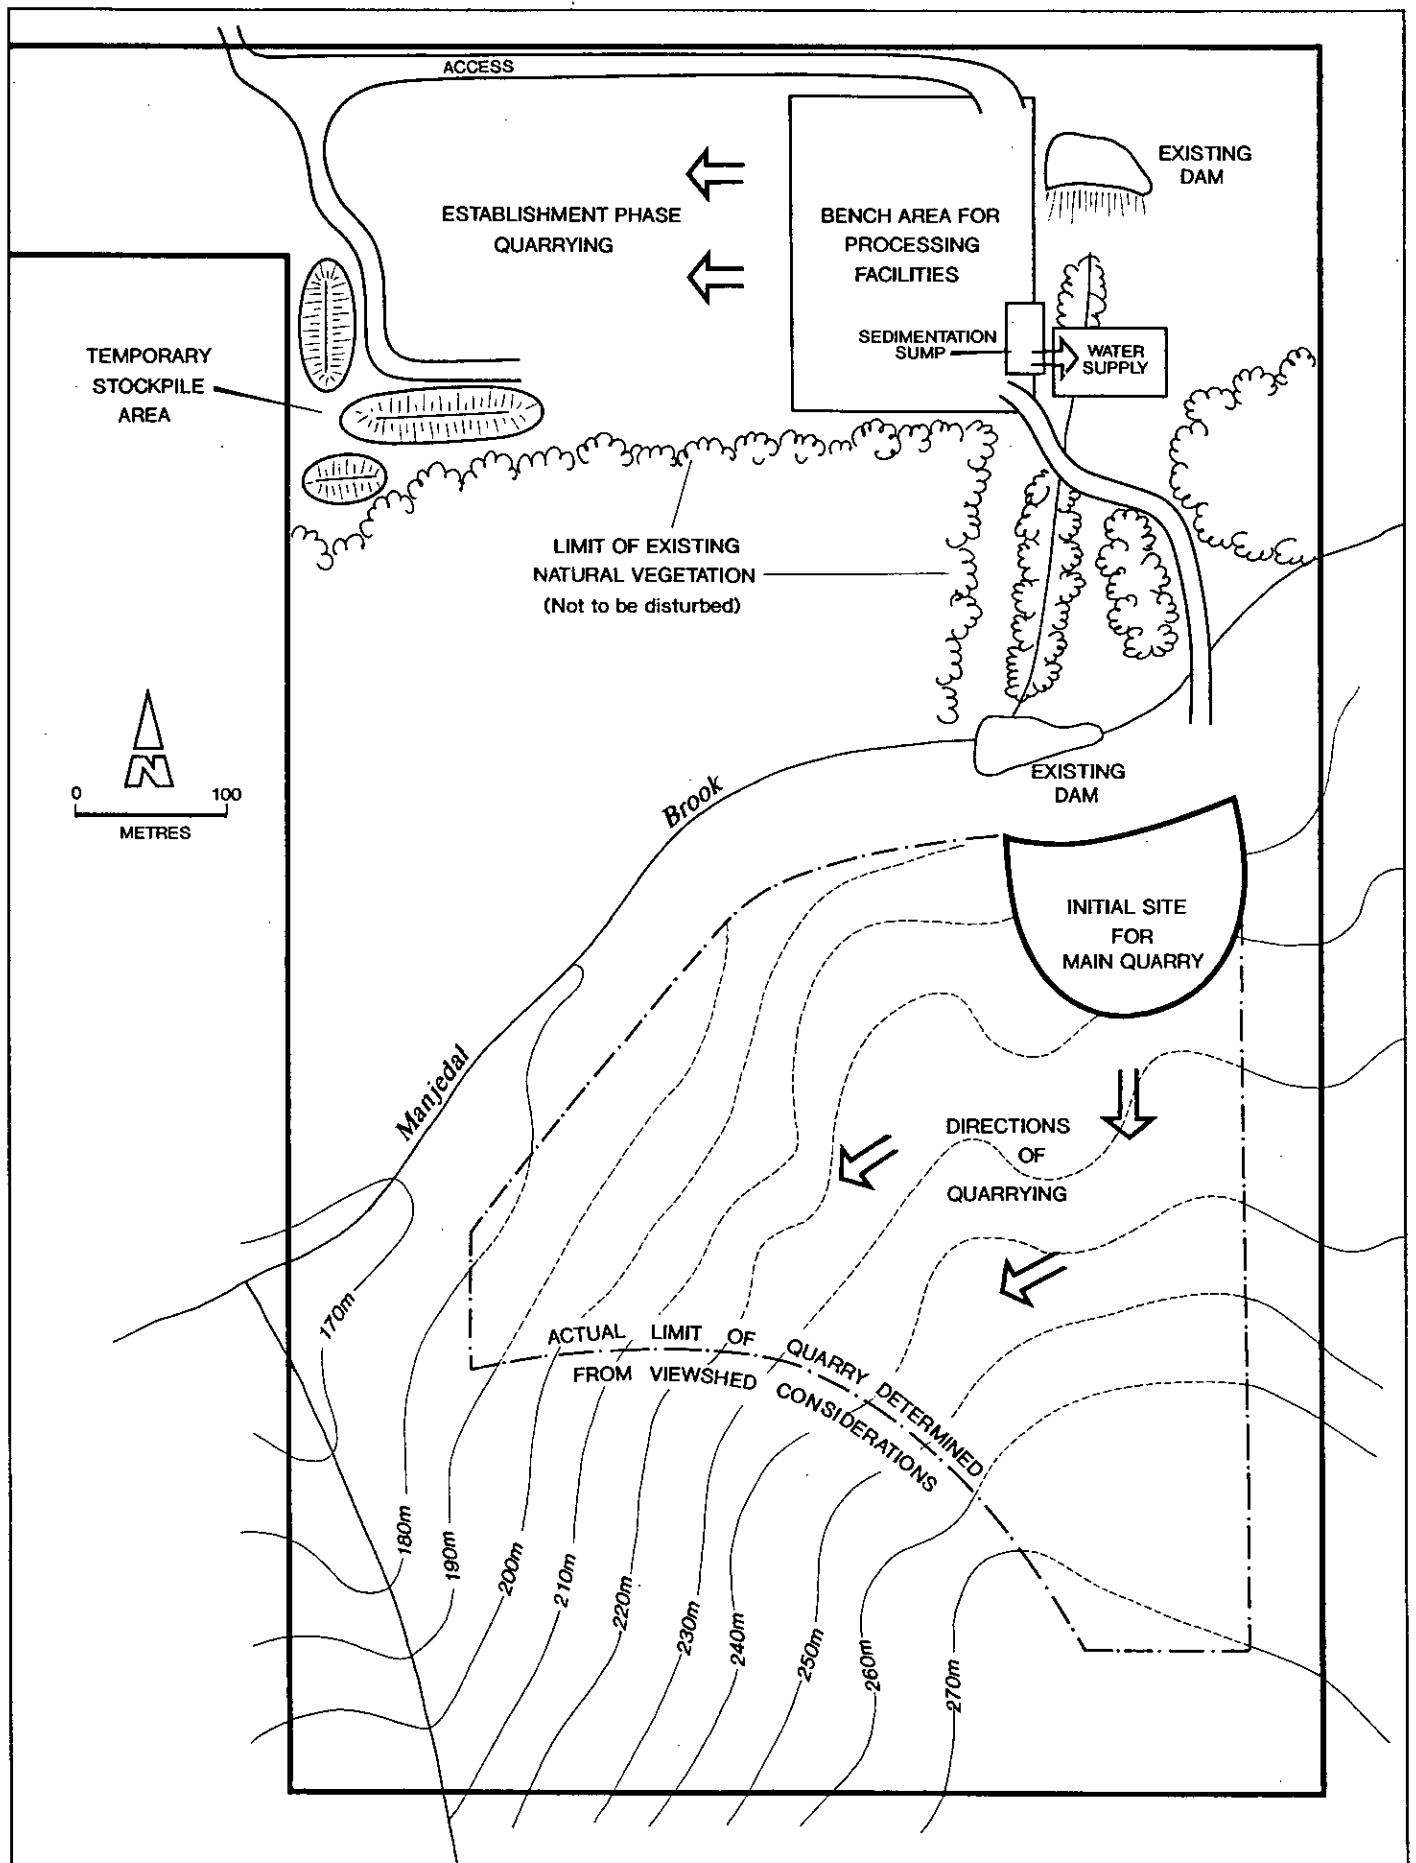 ACCESS
EXISTING
DAM
ESTABLISHMENT PHASE
QUARRYING
BENCH AREA FOR
PROCESSING
FACILITIES
SEDIMENTATION
SUMP
WATER
SUPPLY
TEMPORARY
STOCKPILE
AREA
LIMIT OF EXISTING
NATURAL VEGETATION
(Not to be disturbed)
N
0 100
METRES
EXISTING
DAM
Manjedal Brook
INITIAL SITE
FOR
MAIN QUARRY
DIRECTIONS
OF
QUARRYING
ACTUAL LIMIT OF QUARRY DETERMINED
FROM VIEWSHED CONSIDERATIONS
170m
180m
190m
200m
210m
220m
230m
240m
250m
260m
270m